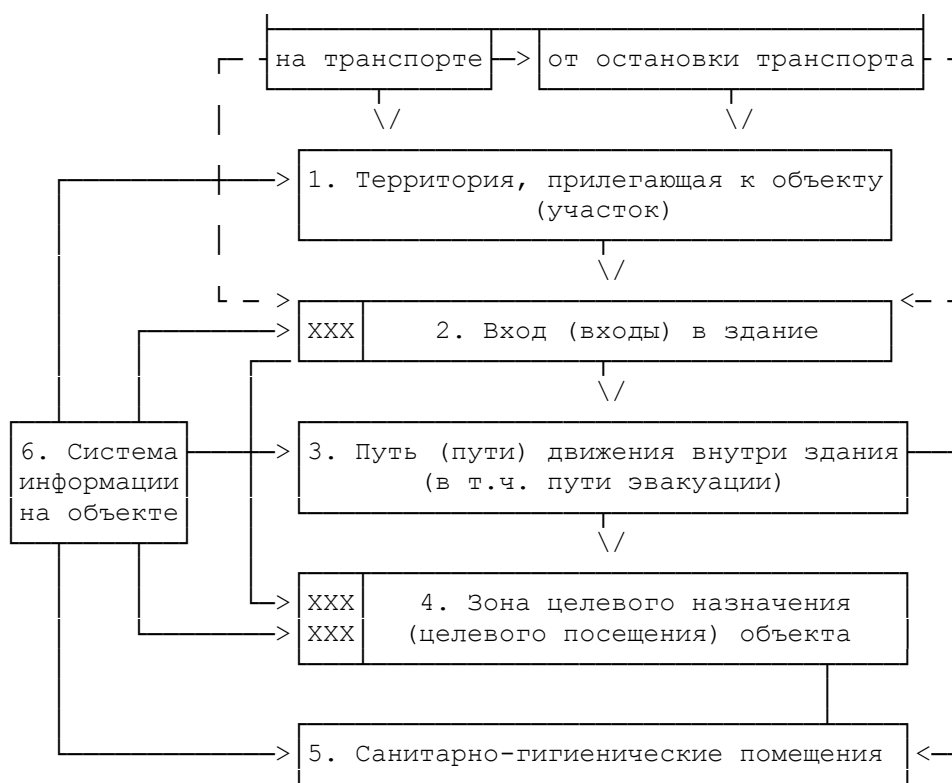 на транспорте
от остановки транспорта
1. Территория, прилегающая к объекту
(участок)
XXX
2. Вход (входы) в здание
6. Система
информации
на объекте
3. Путь (пути) движения внутри здания
(в т.ч. пути эвакуации)
XXX
4. Зона целевого назначения
XXX
(целевого посещения) объекта
5. Санитарно-гигиенические помещения